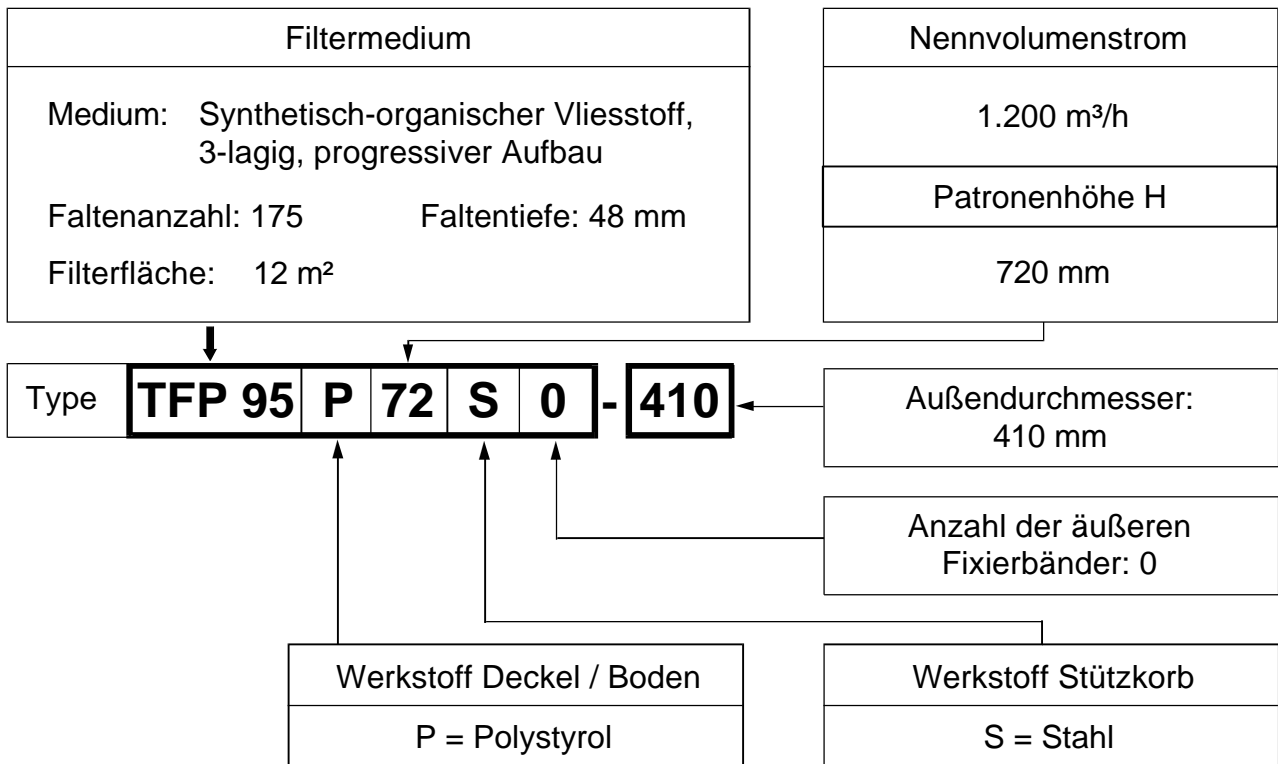 Filtermedium
Medium: Synthetisch-organischer Vliesstoff,
3-lagig, progressiver Aufbau
Faltenanzahl: 175 Faltentiefe: 48 mm
Filterfläche: 12 m²
Nennvolumenstrom
1.200 m³/h
Patronenhöhe H
720 mm
Type TFP 95 P 72 S 0 - 410
Außendurchmesser:
410 mm
Anzahl der äußeren
Fixierbänder: 0
Werkstoff Deckel / Boden
P = Polystyrol
Werkstoff Stützkorb
S = Stahl